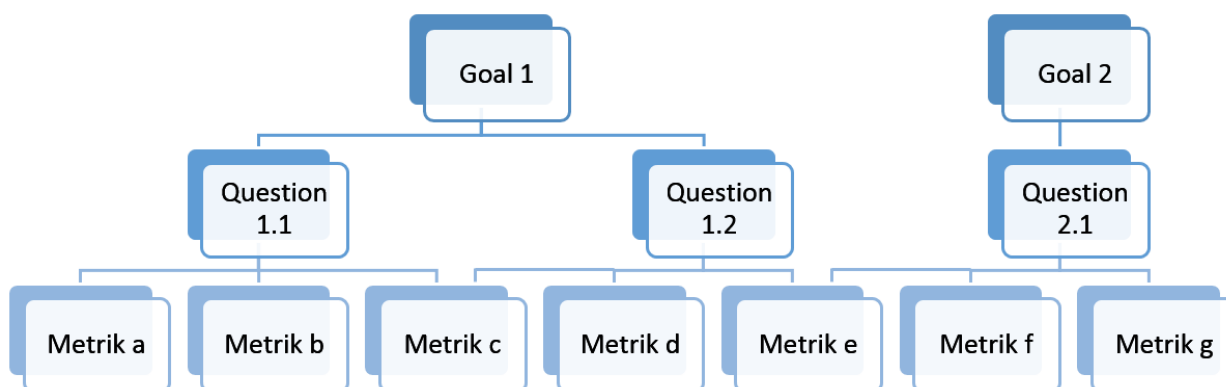 Goal 1
Goal 2
Question
1.1
Question
1.2
Question
2.1
Metrik a
Metrik b
Metrik c
Metrik d
Metrik e
Metrik f
Metrik g